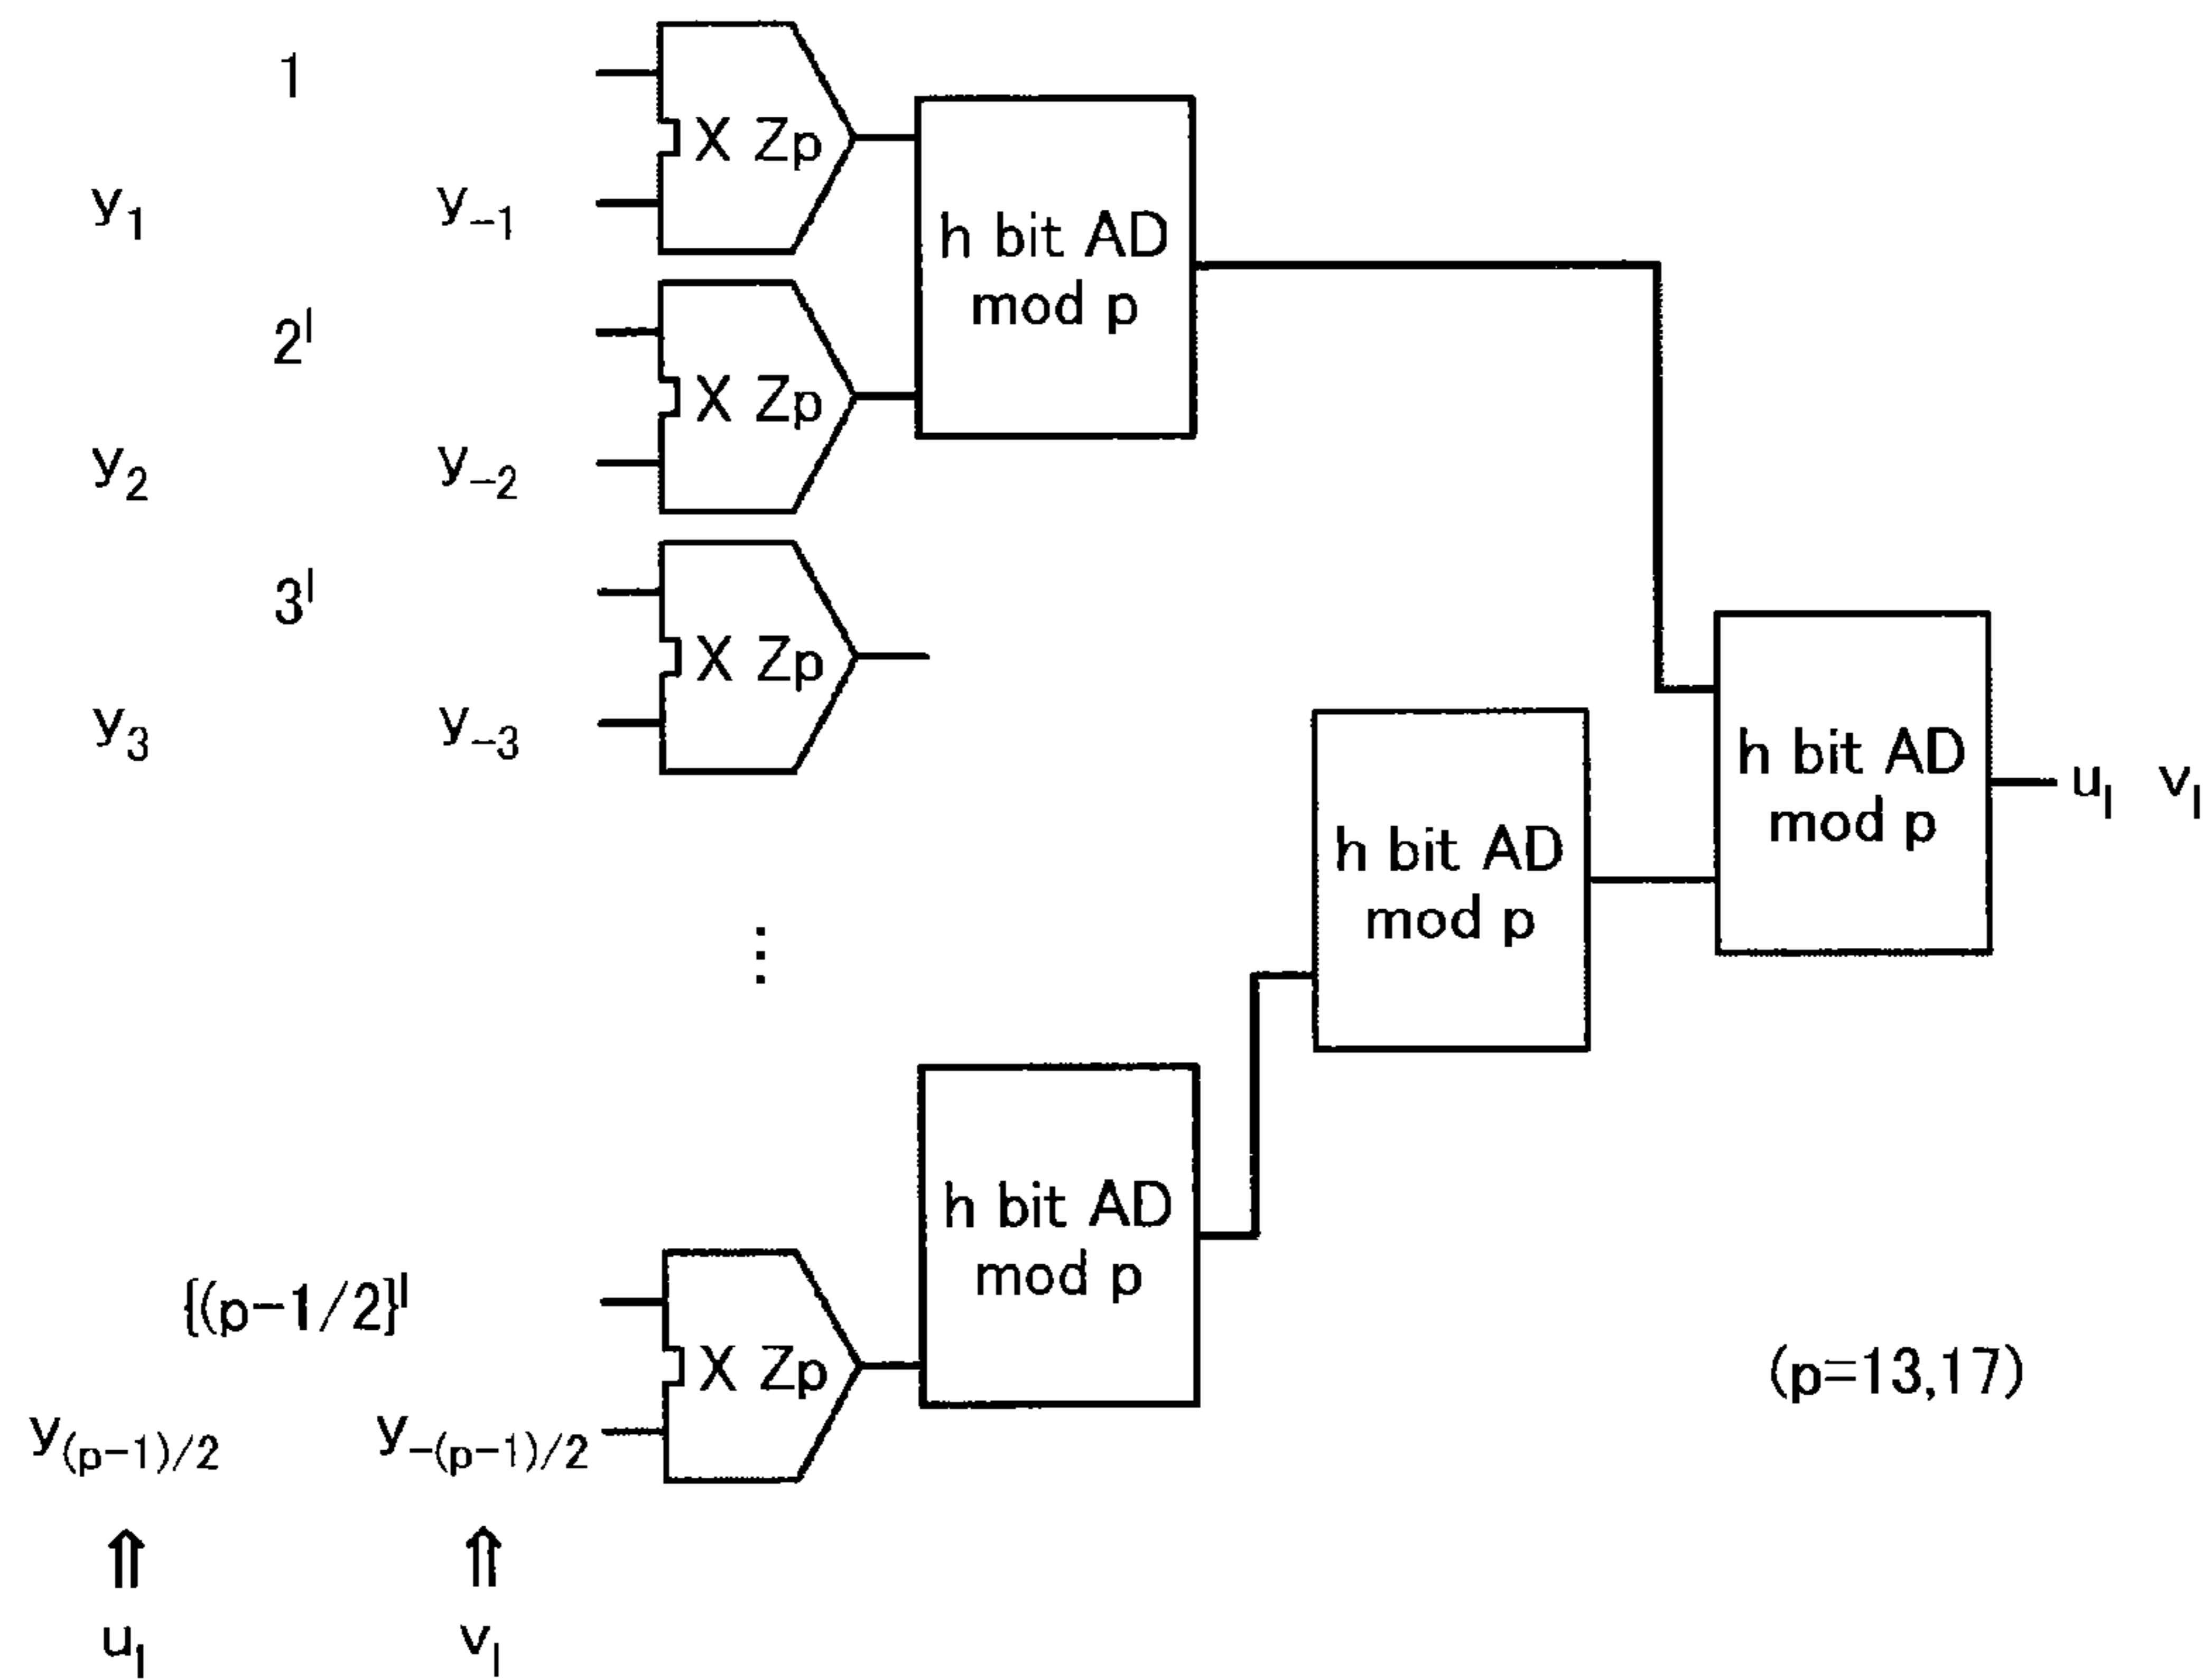 1
X Zp
y₁ y₋₁
h bit AD
mod p
2ˡ
X Zp
y₂ y₋₂
3ˡ
X Zp
y₃ y₋₃
h bit AD
mod p
uₗ vₗ
h bit AD
mod p
⋮
h bit AD
mod p
{(p-1/2}ˡ
X Zp
(p=13,17)
y₍ₚ₋₁₎/₂ y₋₍ₚ₋₁₎/₂
⇑ ⇑
uₗ vₗ